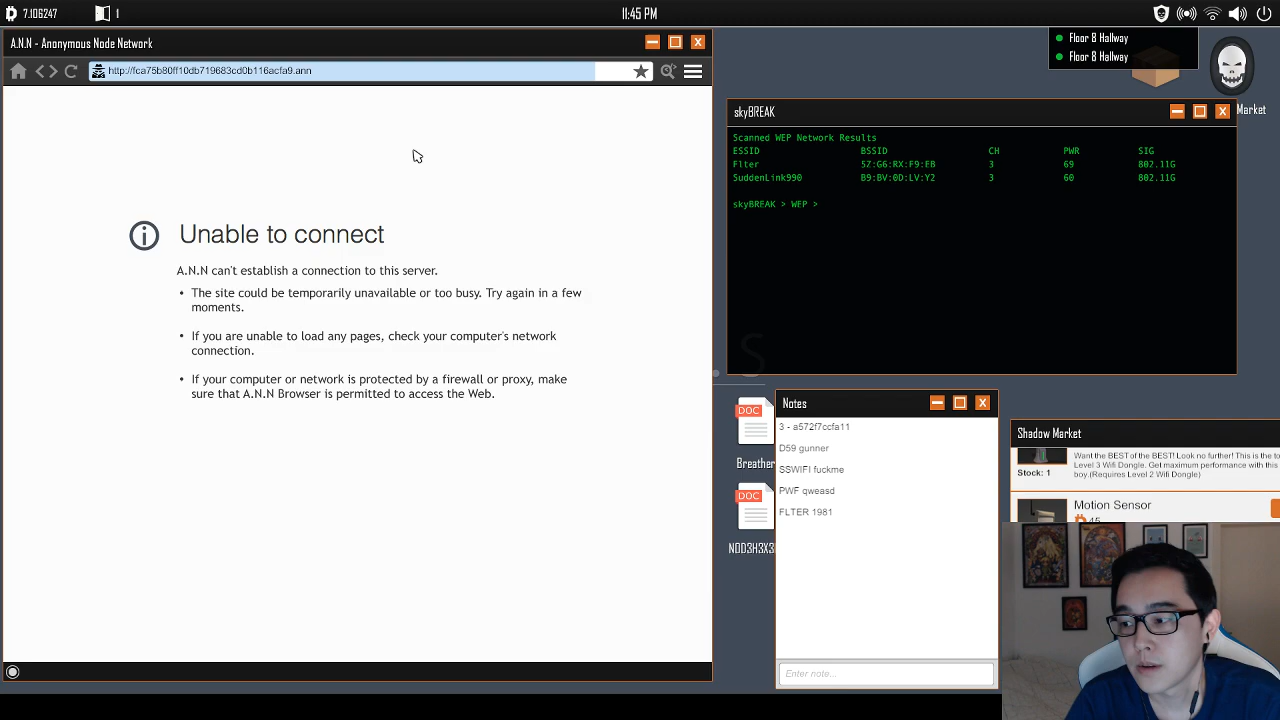 7.106247
1
11:45 PM
A.N.N - Anonymous Node Network
http://fca75b80ff10db719683cd0b116acfa9.ann
Unable to connect
A.N.N can't establish a connection to this server.
• The site could be temporarily unavailable or too busy. Try again in a few
moments.
• If you are unable to load any pages, check your computer's network
connection.
• If your computer or network is protected by a firewall or proxy, make
sure that A.N.N Browser is permitted to access the Web.
Floor 8 Hallway
Floor 8 Hallway
Market
skyBREAK
Scanned WEP Network Results
ESSID BSSID CH PWR SIG
Flter 5Z:G6:RX:F9:EB 3 69 802.11G
SuddenLink990 B9:BV:0D:LV:Y2 3 60 802.11G
skyBREAK > WEP >
S
DOC
Breather
DOC
N0D3H3X3
Notes
3 - a572f7ccfa11
D59 gunner
SSWIFI fuckme
PWF qweasd
FLTER 1981
Enter note...
Shadow Market
Want the BEST of the BEST! Look no further! This is the to
Level 3 Wifi Dongle. Get maximum performance with this
boy.(Requires Level 2 Wifi Dongle)
Stock: 1
Motion Sensor
45